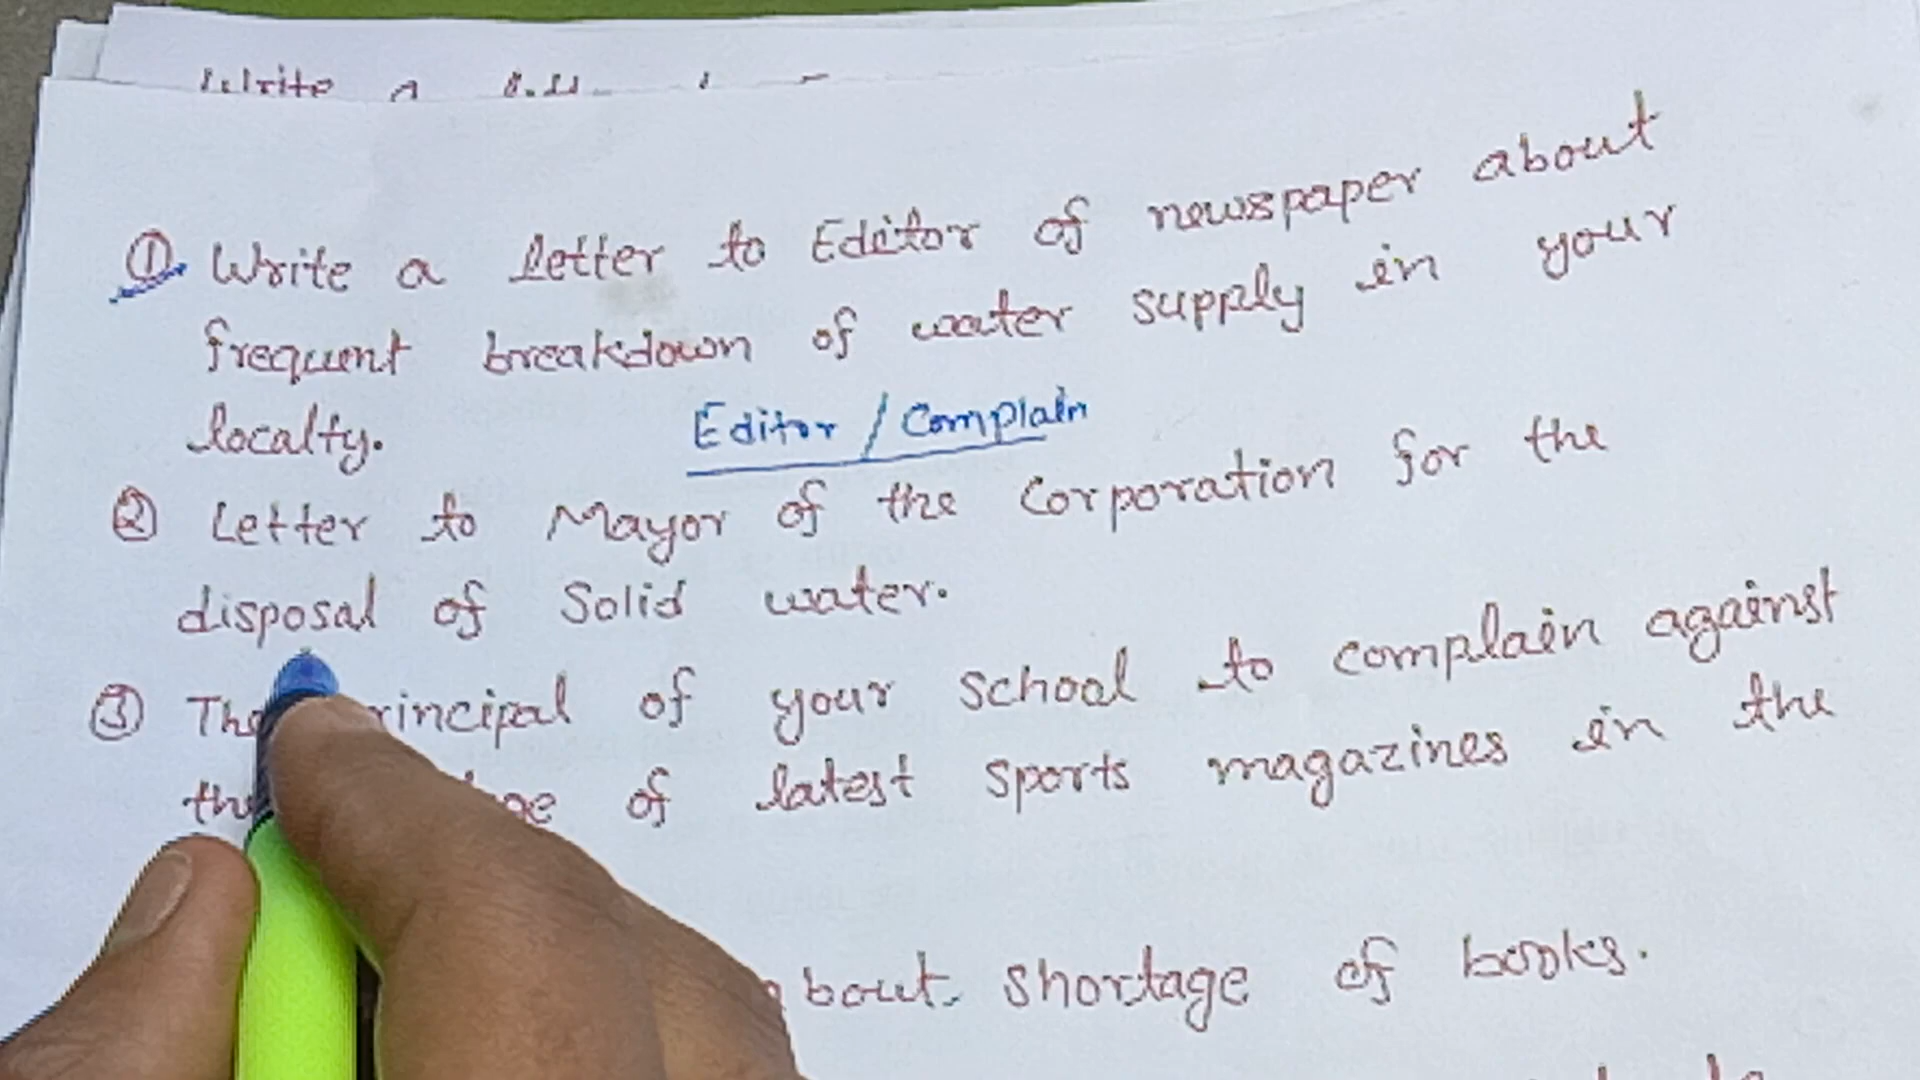 Write a
① Write a letter to Editor of newspaper about
frequent breakdown of water supply in your
localty.
Editor / Complain
② Letter to Mayor of the Corporation for the
disposal of Solid water.
③ The rincipal of your school to complain against
the ge of latest sports magazines in the
bout shortage of books.